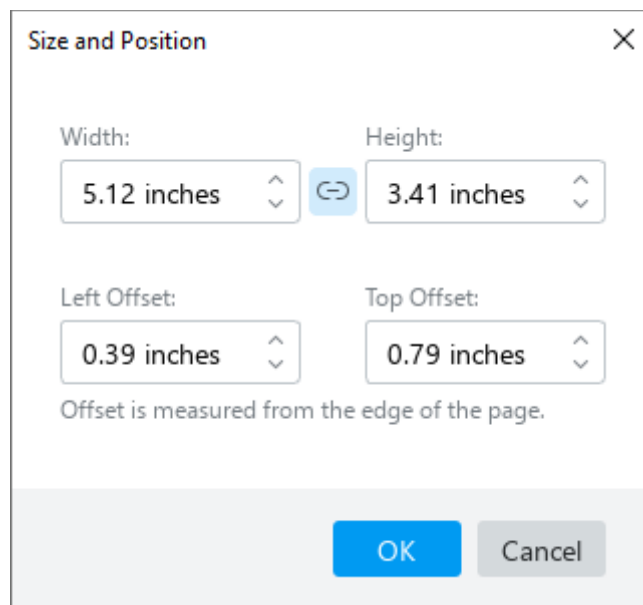 Size and Position
Width: Height:
5.12 inches 3.41 inches
Left Offset: Top Offset:
0.39 inches 0.79 inches
Offset is measured from the edge of the page.
OK Cancel